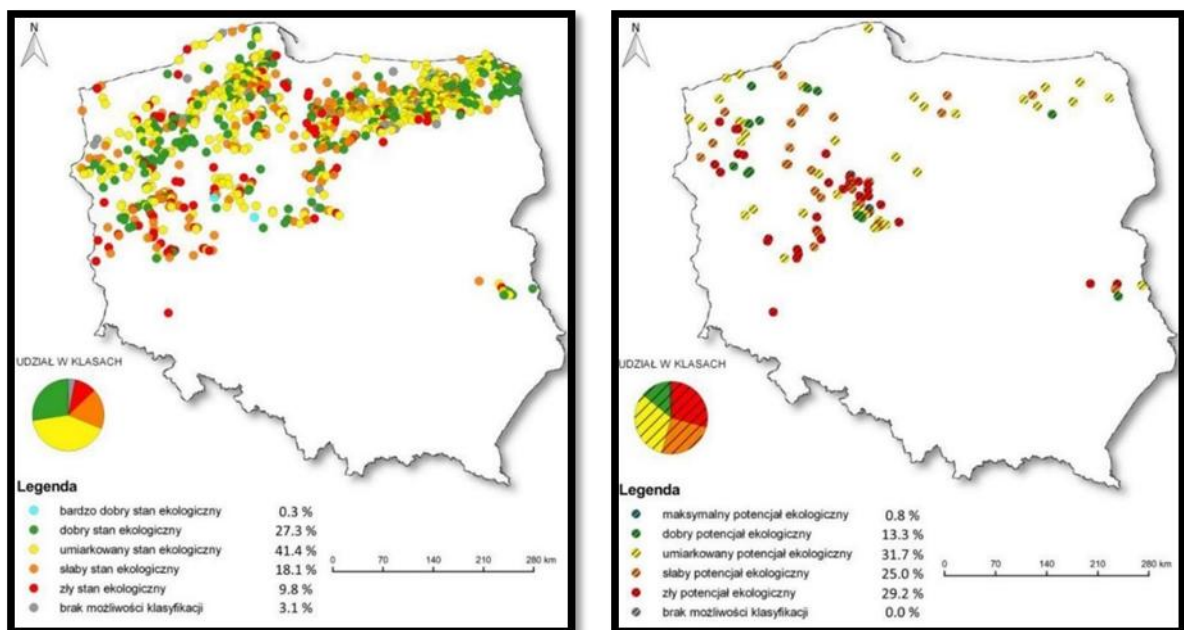 N
UDZIAŁ W KLASACH
Legenda
bardzo dobry stan ekologiczny 0.3 %
dobry stan ekologiczny 27.3 %
umiarkowany stan ekologiczny 41.4 %
słaby stan ekologiczny 18.1 %
zły stan ekologiczny 9.8 %
brak możliwości klasyfikacji 3.1 %
0 70 140 210 280 km
N
UDZIAŁ W KLASACH
Legenda
maksymalny potencjał ekologiczny 0.8 %
dobry potencjał ekologiczny 13.3 %
umiarkowany potencjał ekologiczny 31.7 %
słaby potencjał ekologiczny 25.0 %
zły potencjał ekologiczny 29.2 %
brak możliwości klasyfikacji 0.0 %
0 70 140 210 280 km